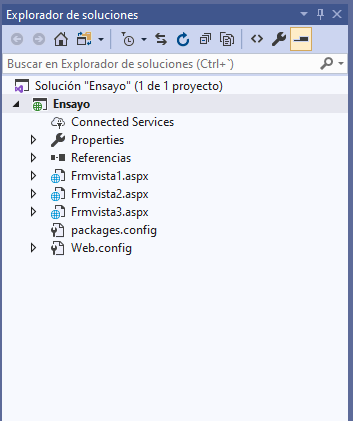 Explorador de soluciones
Buscar en Explorador de soluciones (Ctrl+¨)
Solución "Ensayo" (1 de 1 proyecto)
Ensayo
Connected Services
Properties
Referencias
Frmvista1.aspx
Frmvista2.aspx
Frmvista3.aspx
packages.config
Web.config